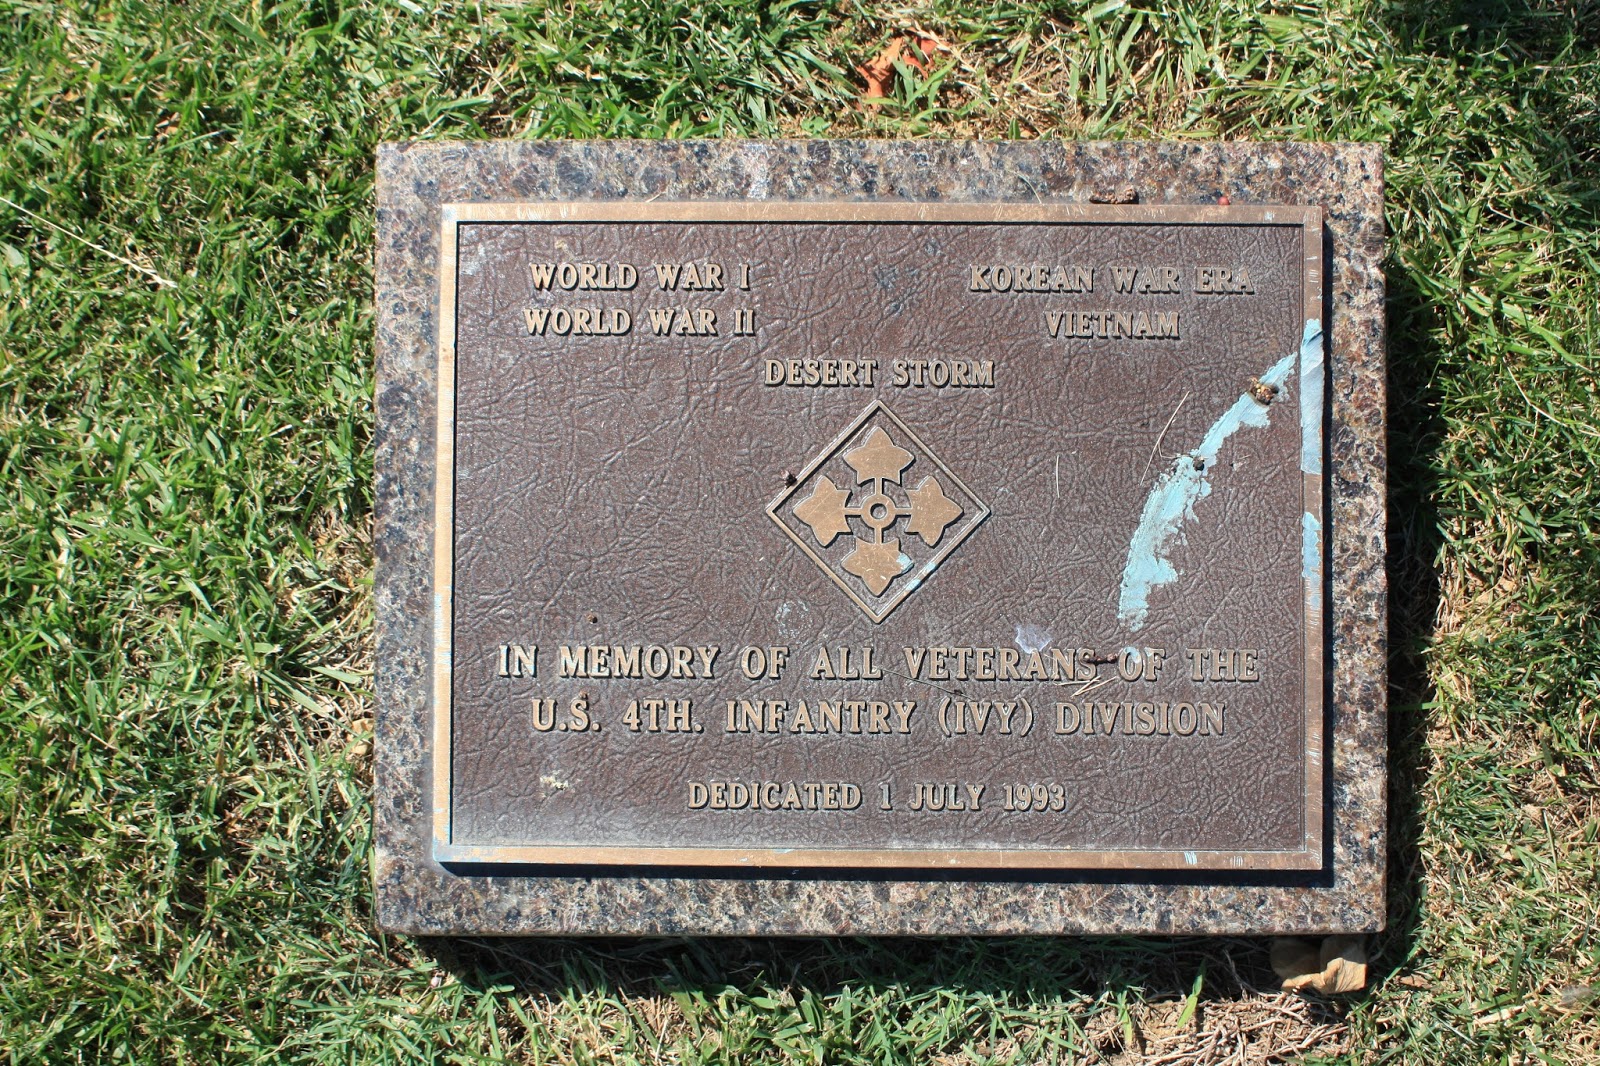 WORLD WAR I
WORLD WAR II
KOREAN WAR ERA
VIETNAM
DESERT STORM
IN MEMORY OF ALL VETERANS OF THE
U.S. 4TH. INFANTRY (IVY) DIVISION
DEDICATED 1 JULY 1993